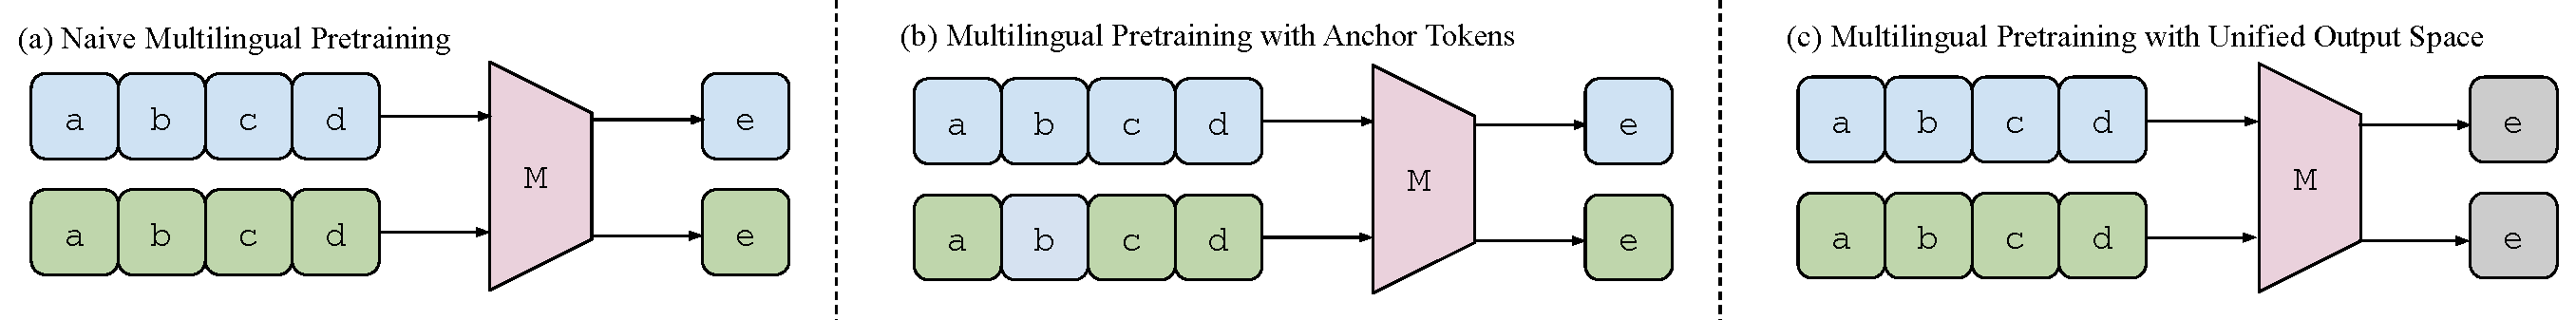 (a) Naive Multilingual Pretraining
a b c d e
M
a b c d e
(b) Multilingual Pretraining with Anchor Tokens
a b c d e
M
a b c d e
(c) Multilingual Pretraining with Unified Output Space
a b c d e
M
a b c d e